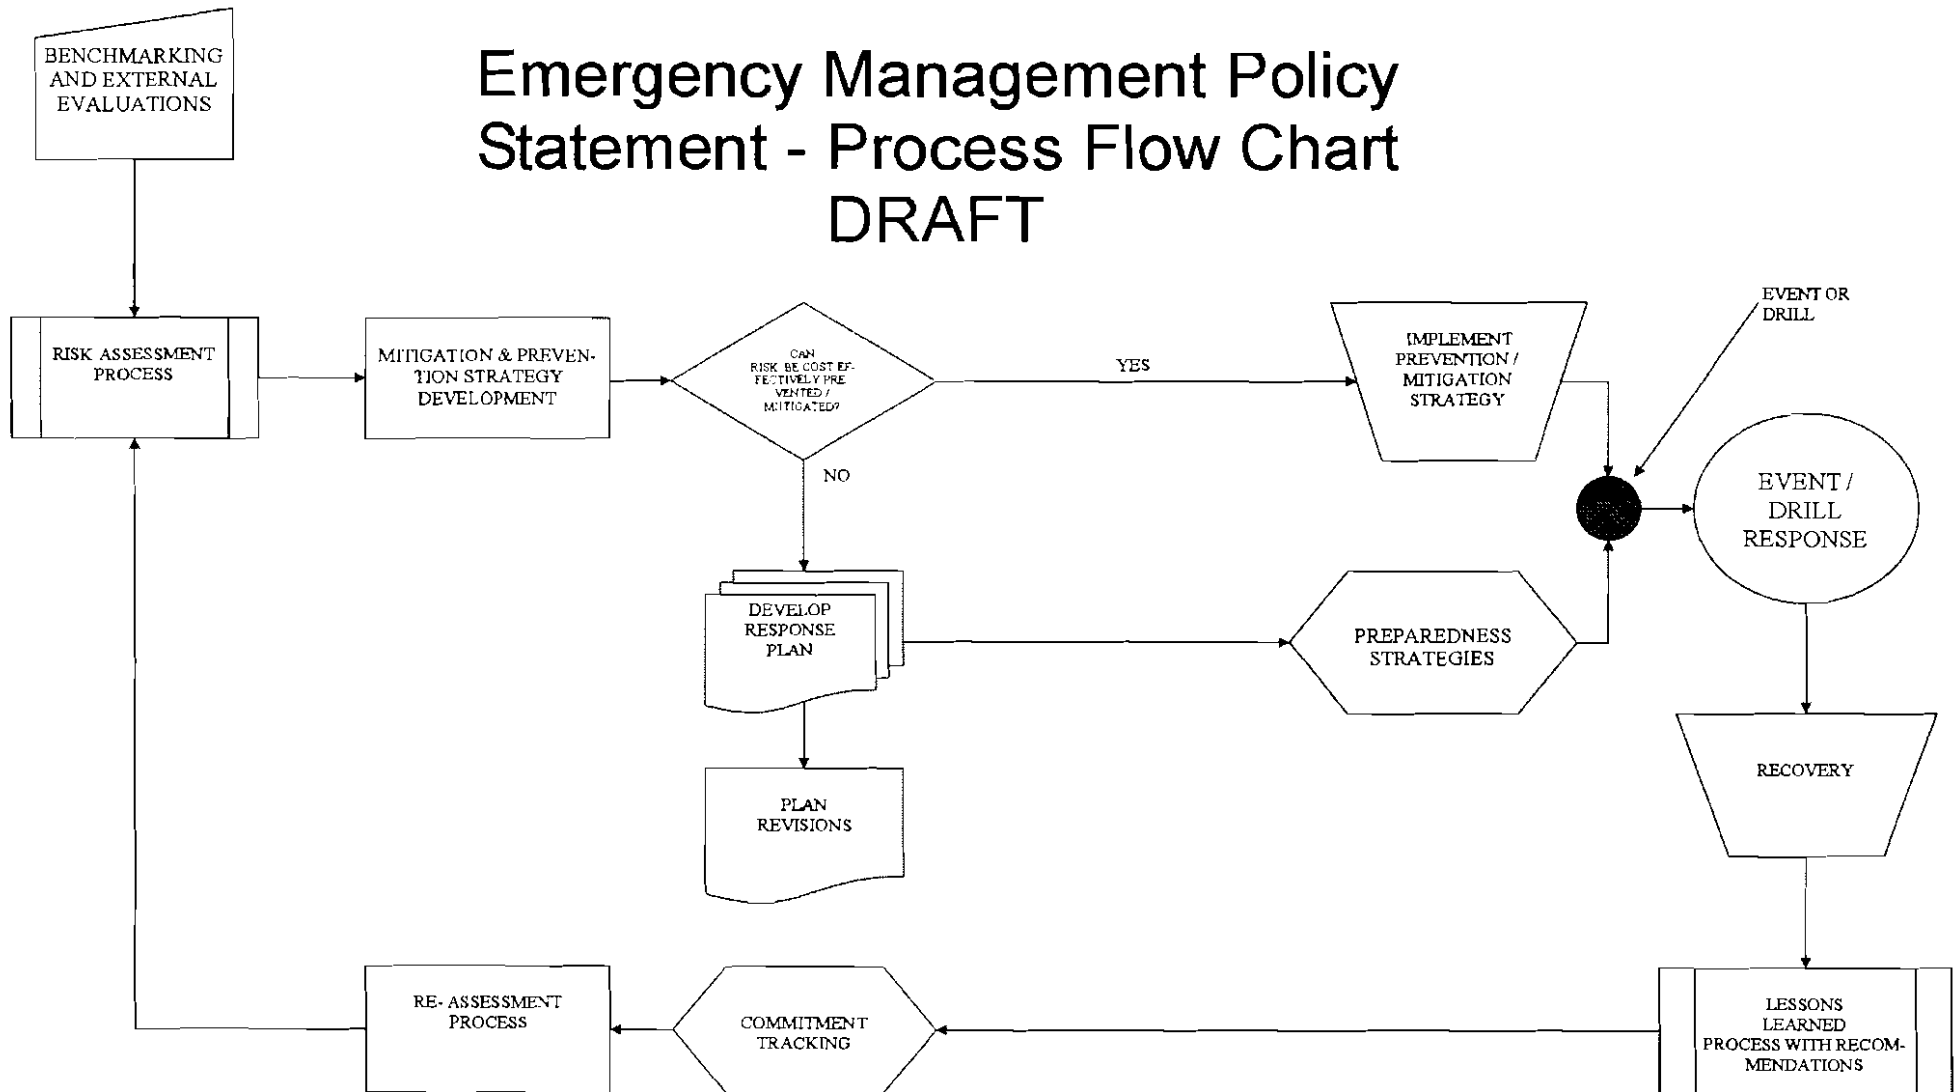 BENCHMARKING
AND EXTERNAL
EVALUATIONS
Emergency Management Policy
Statement - Process Flow Chart
DRAFT
EVENT OR
DRILL
RISK ASSESSMENT
PROCESS
MITIGATION & PREVEN-
TION STRATEGY
DEVELOPMENT
CAN
RISK BE COST EF-
FECTIVELY PRE
VENTED /
MITIGATED?
YES
IMPLEMENT
PREVENTION /
MITIGATION
STRATEGY
NO
EVENT /
DRILL
RESPONSE
DEVELOP
RESPONSE
PLAN
PREPAREDNESS
STRATEGIES
RECOVERY
PLAN
REVISIONS
RE- ASSESSMENT
PROCESS
COMMITMENT
TRACKING
LESSONS
LEARNED
PROCESS WITH RECOM-
MENDATIONS